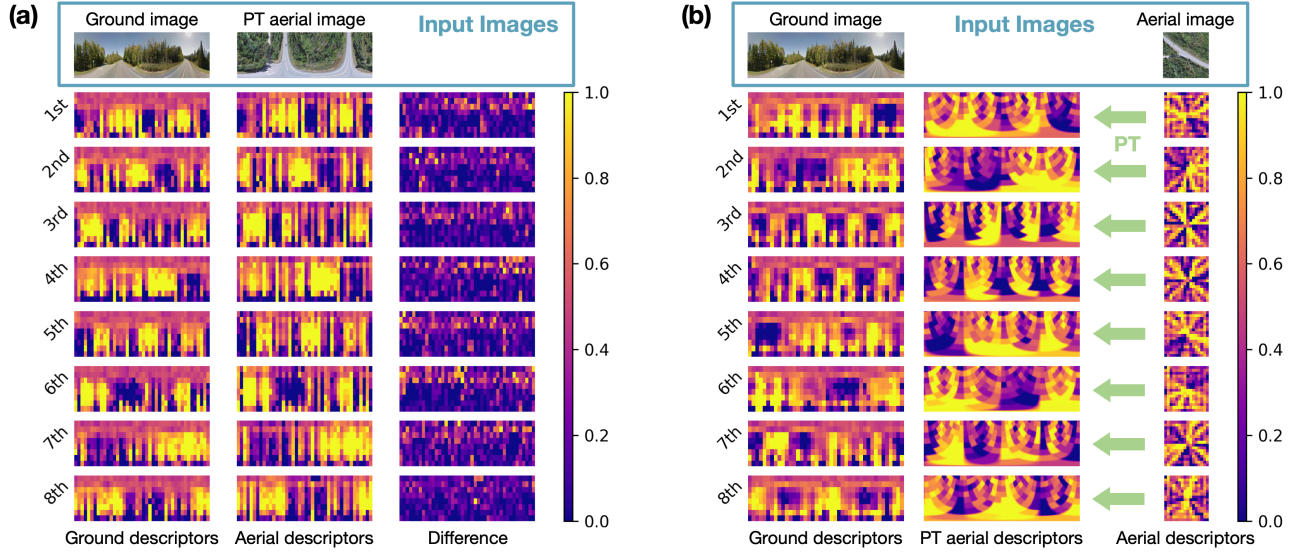 (a)
Ground image
PT aerial image
Input Images
1st
2nd
3rd
4th
5th
6th
7th
8th
1.0
0.8
0.6
0.4
0.2
0.0
Ground descriptors
Aerial descriptors
Difference
(b)
Ground image
Input Images
Aerial image
1st
2nd
3rd
4th
5th
6th
7th
8th
PT
1.0
0.8
0.6
0.4
0.2
0.0
Ground descriptors
PT aerial descriptors
Aerial descriptors